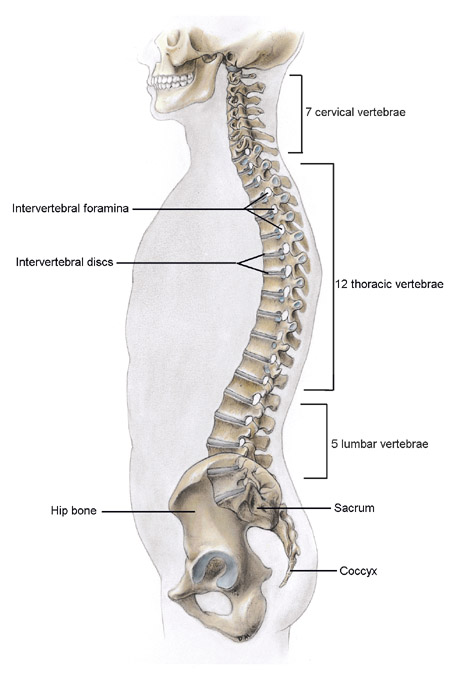 7 cervical vertebrae
Intervertebral foramina
Intervertebral discs
12 thoracic vertebrae
5 lumbar vertebrae
Hip bone
Sacrum
Coccyx